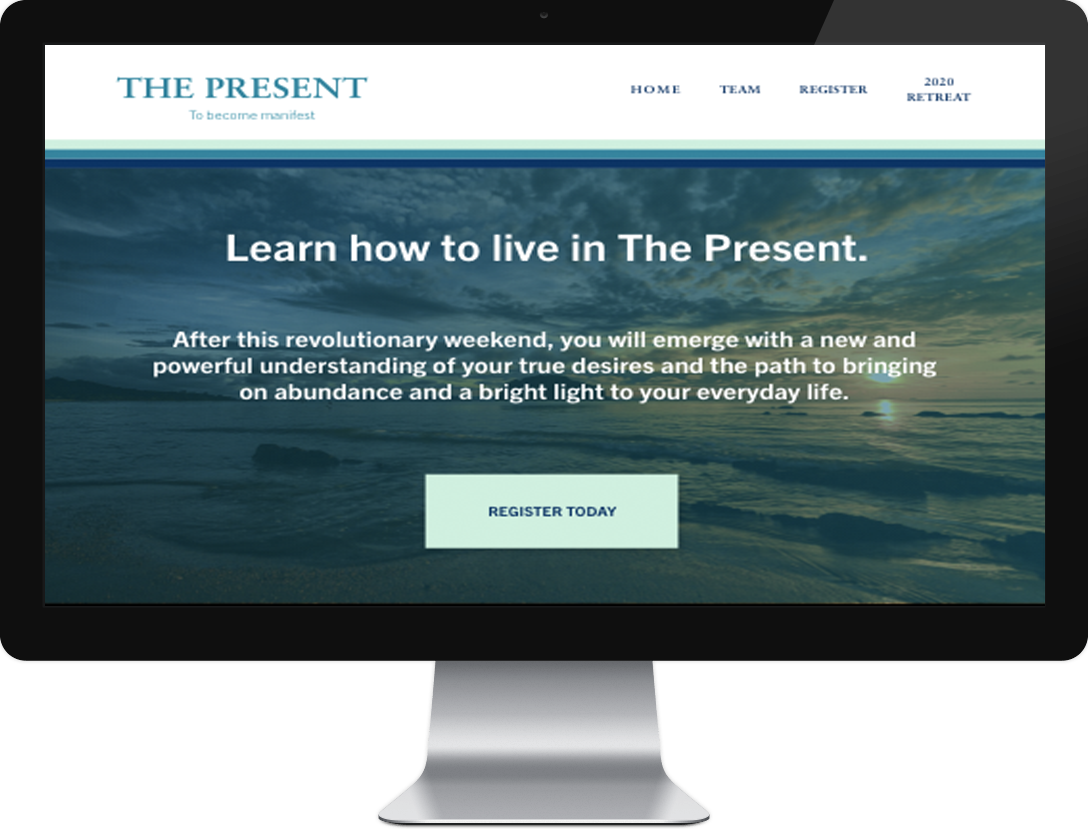 THE PRESENT
To become manifest
HOME TEAM REGISTER 2020
RETREAT
Learn how to live in The Present.
After this revolutionary weekend, you will emerge with a new and
powerful understanding of your true desires and the path to bringing
on abundance and a bright light to your everyday life.
REGISTER TODAY